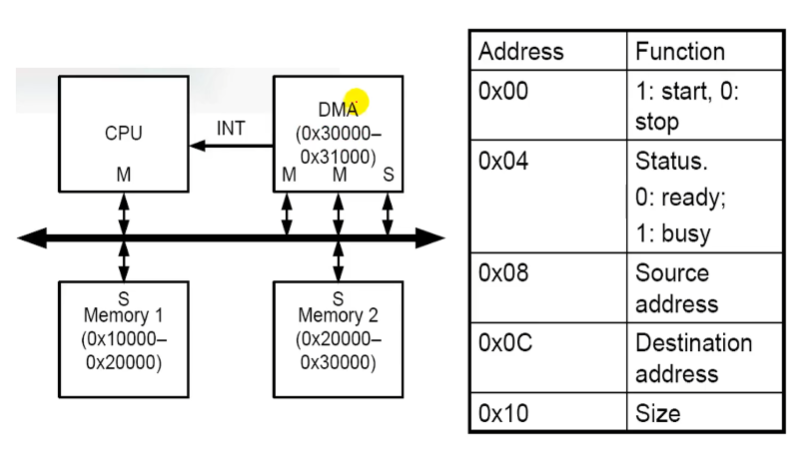 CPU
M
INT
DMA
(0x30000–
0x31000)
M M S
S
Memory 1
(0x10000–
0x20000)
S
Memory 2
(0x20000–
0x30000)
Address Function
0x00 1: start, 0:
stop
0x04 Status.
0: ready;
1: busy
0x08 Source
address
0x0C Destination
address
0x10 Size